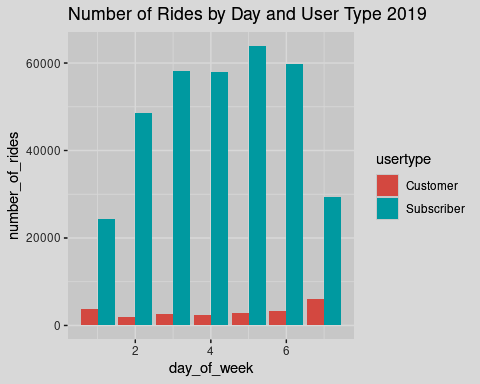 Number of Rides by Day and User Type 2019
number_of_rides
60000
40000
20000
0
2
4
6
day_of_week
usertype
Customer
Subscriber